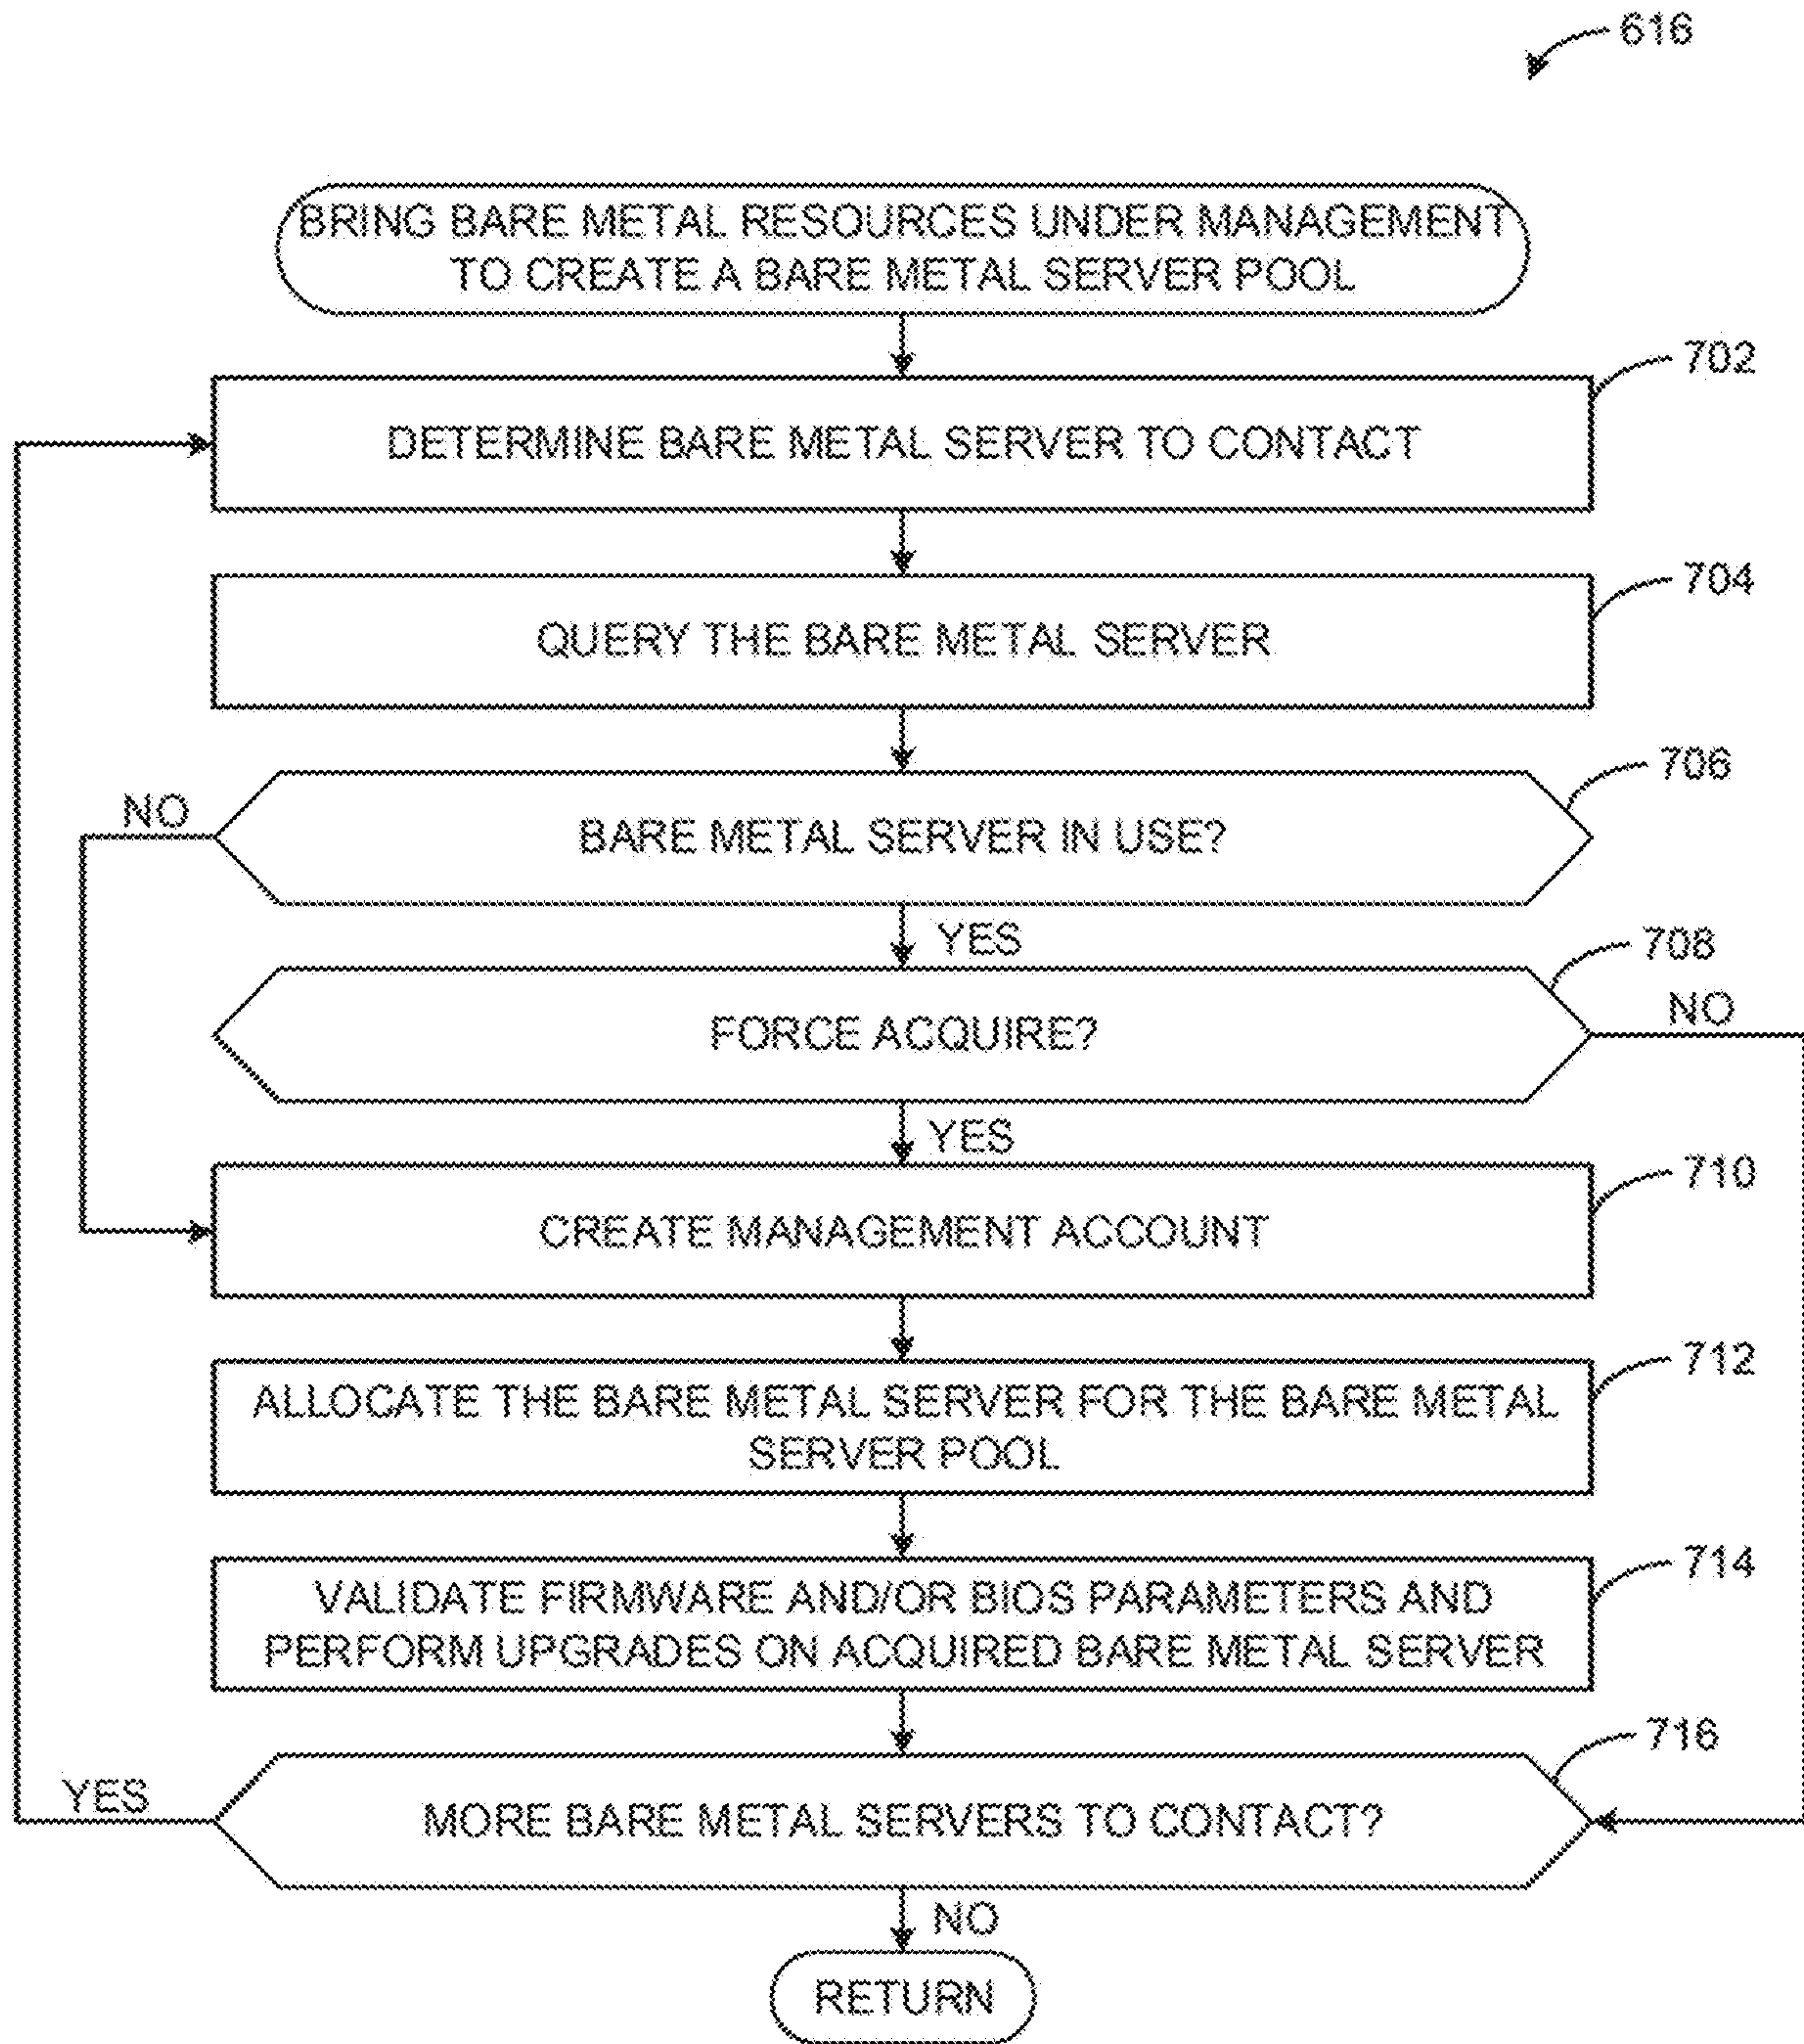 616
BRING BARE METAL RESOURCES UNDER MANAGEMENT
TO CREATE A BARE METAL SERVER POOL
702
DETERMINE BARE METAL SERVER TO CONTACT
704
QUERY THE BARE METAL SERVER
706
NO
BARE METAL SERVER IN USE?
YES
708
NO
FORCE ACQUIRE?
YES
710
CREATE MANAGEMENT ACCOUNT
712
ALLOCATE THE BARE METAL SERVER FOR THE BARE METAL
SERVER POOL
714
VALIDATE FIRMWARE AND/OR BIOS PARAMETERS AND
PERFORM UPGRADES ON ACQUIRED BARE METAL SERVER
716
YES
MORE BARE METAL SERVERS TO CONTACT?
NO
RETURN